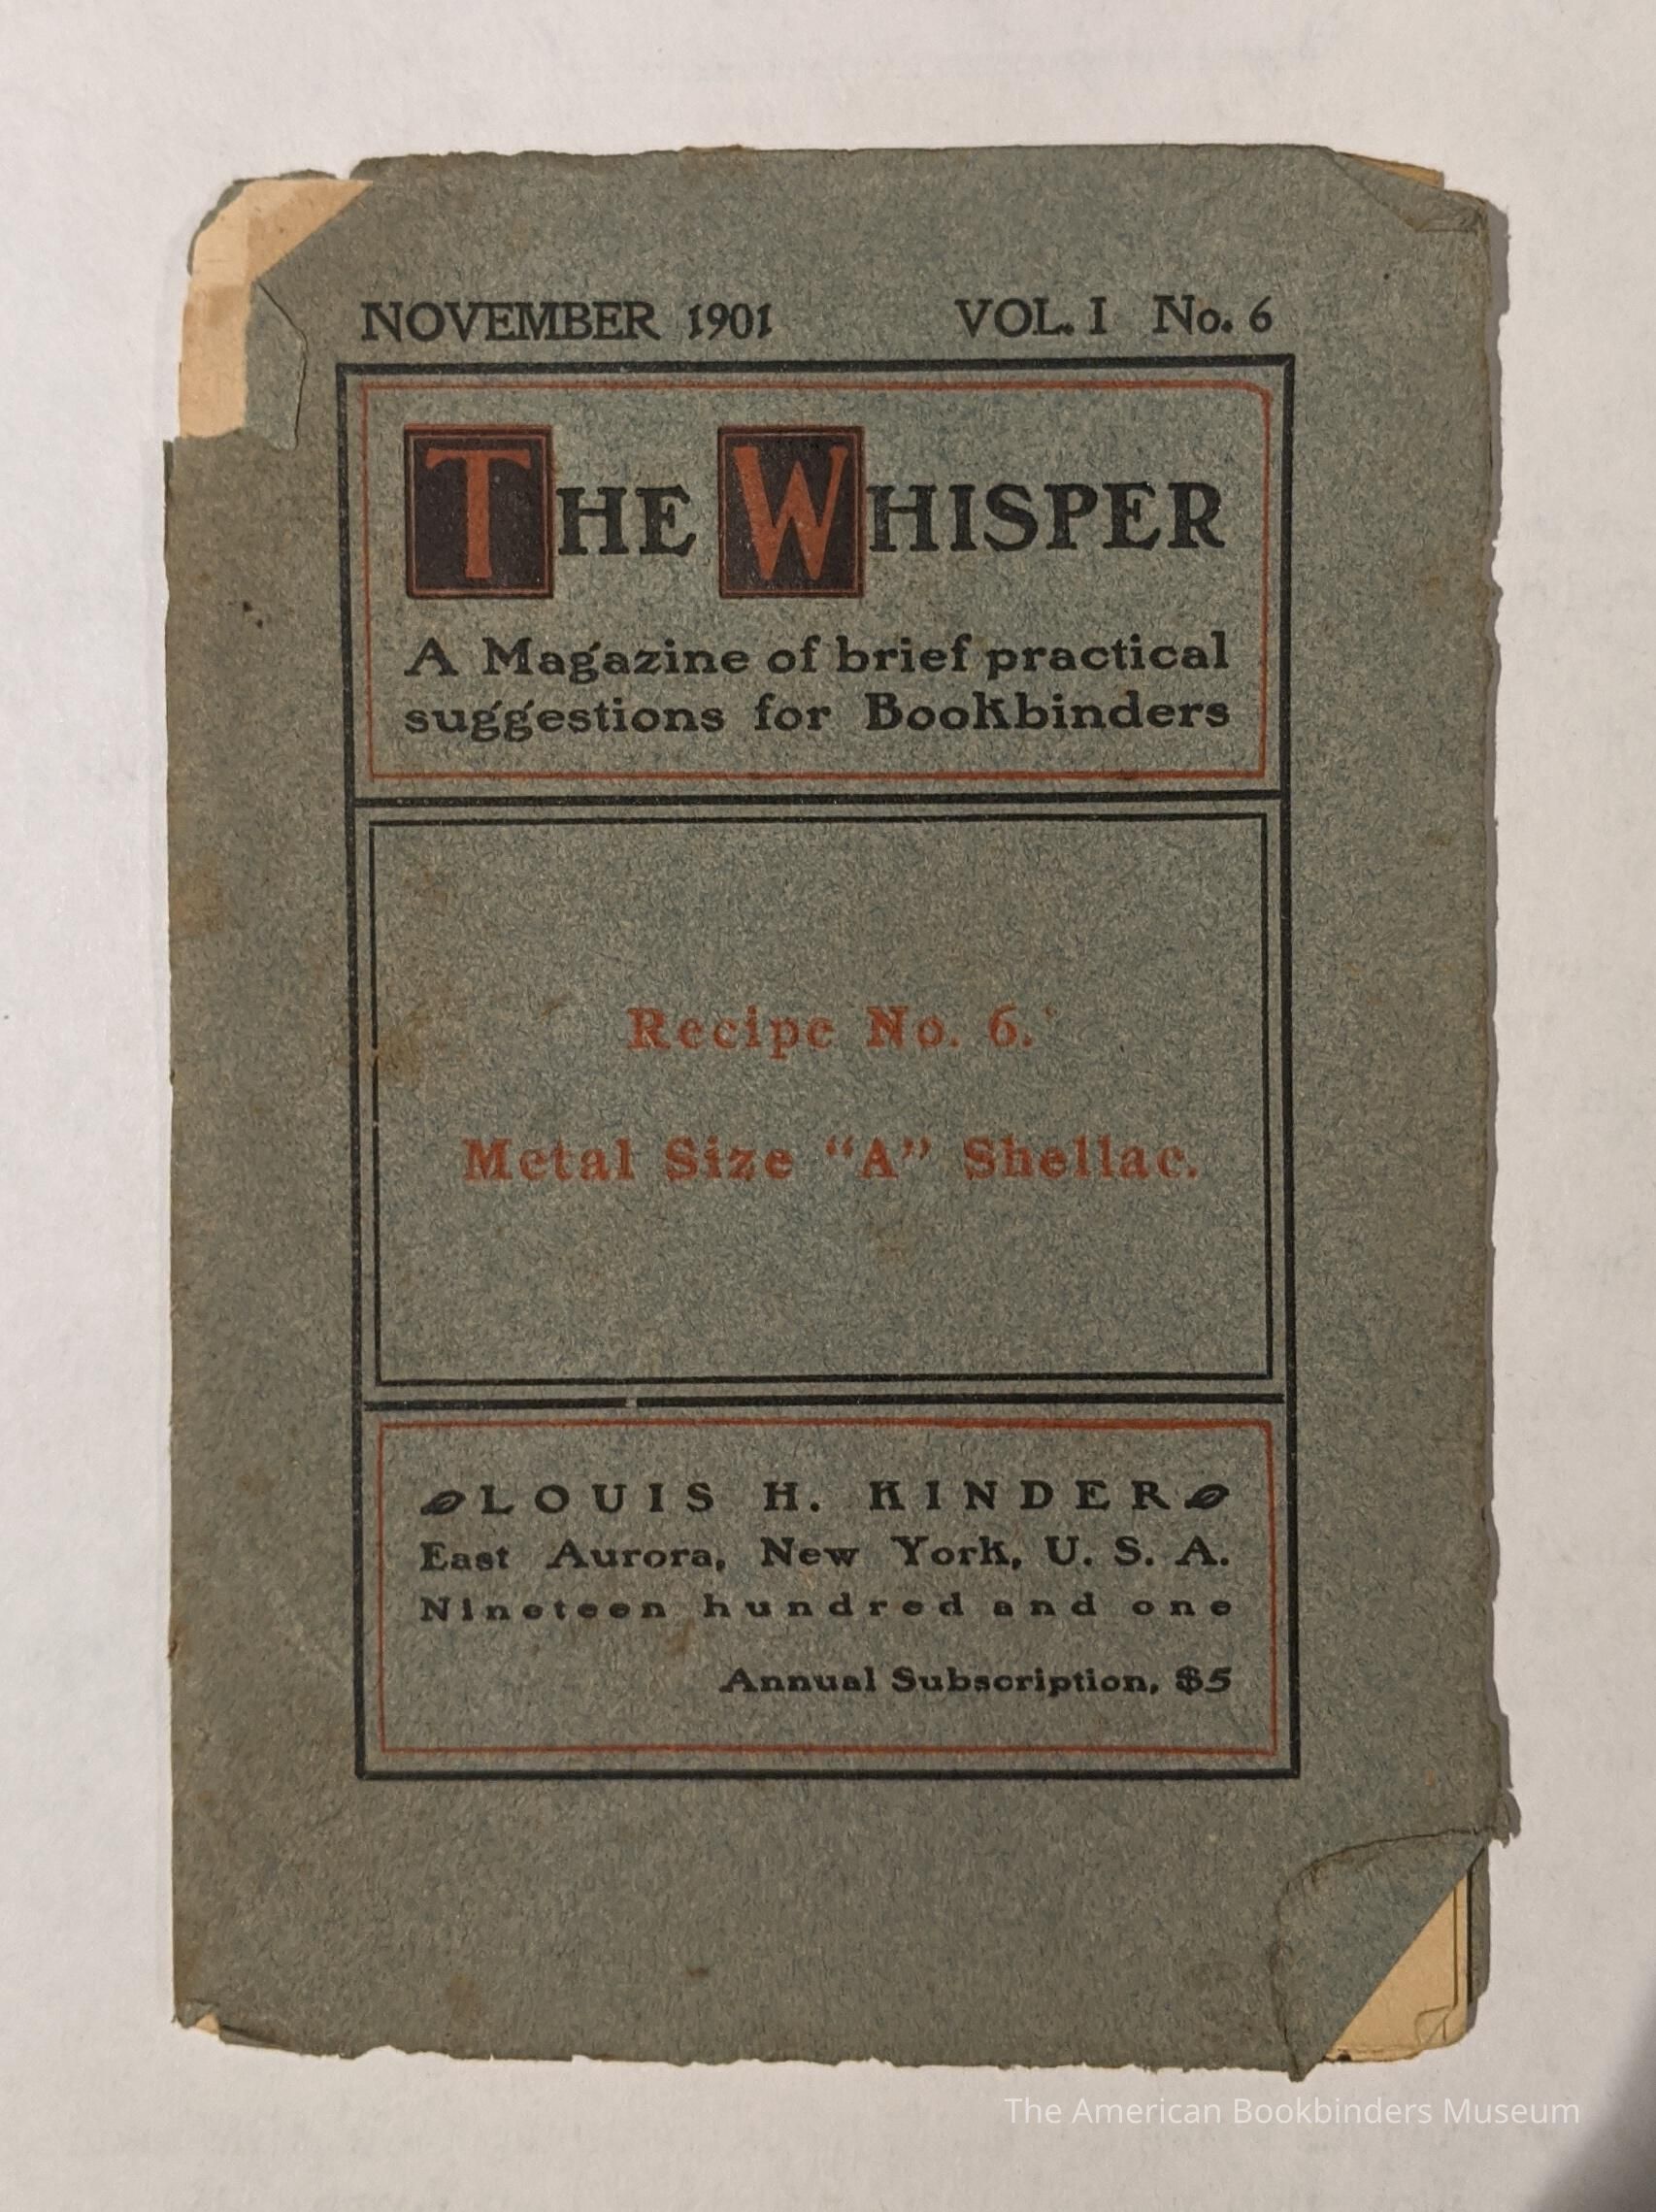 NOVEMBER 1901 VOL. I No. 6
THE WHISPER
A Magazine of brief practical
suggestions for Bookbinders
Recipe No. 6.
Metal Size “A” Shellac.
LOUIS H. KINDER
East Aurora, New York, U. S. A.
Nineteen hundred and one
Annual Subscription, $5
The American Bookbinders Museum